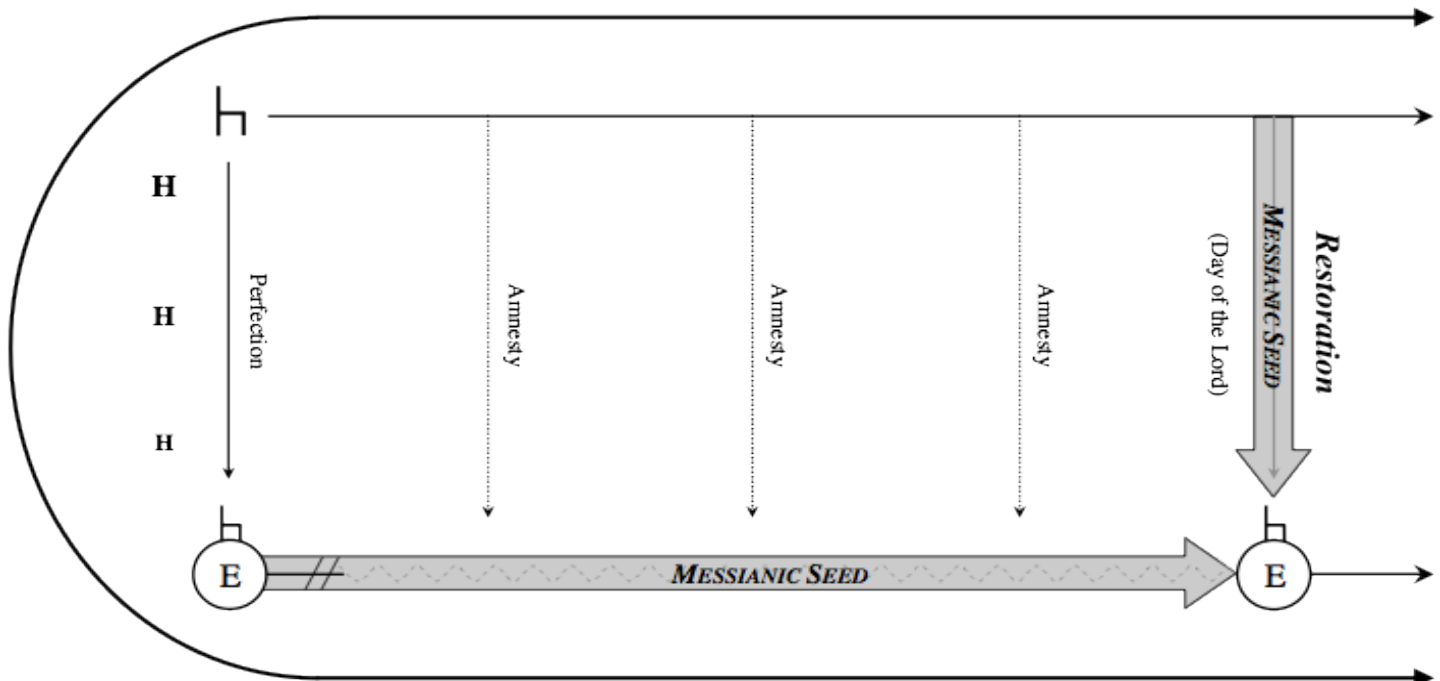 H
H
H
Perfection
Amnesty
Amnesty
Amnesty
(Day of the Lord)
MESSIANIC SEED
Restoration
E
MESSIANIC SEED
E